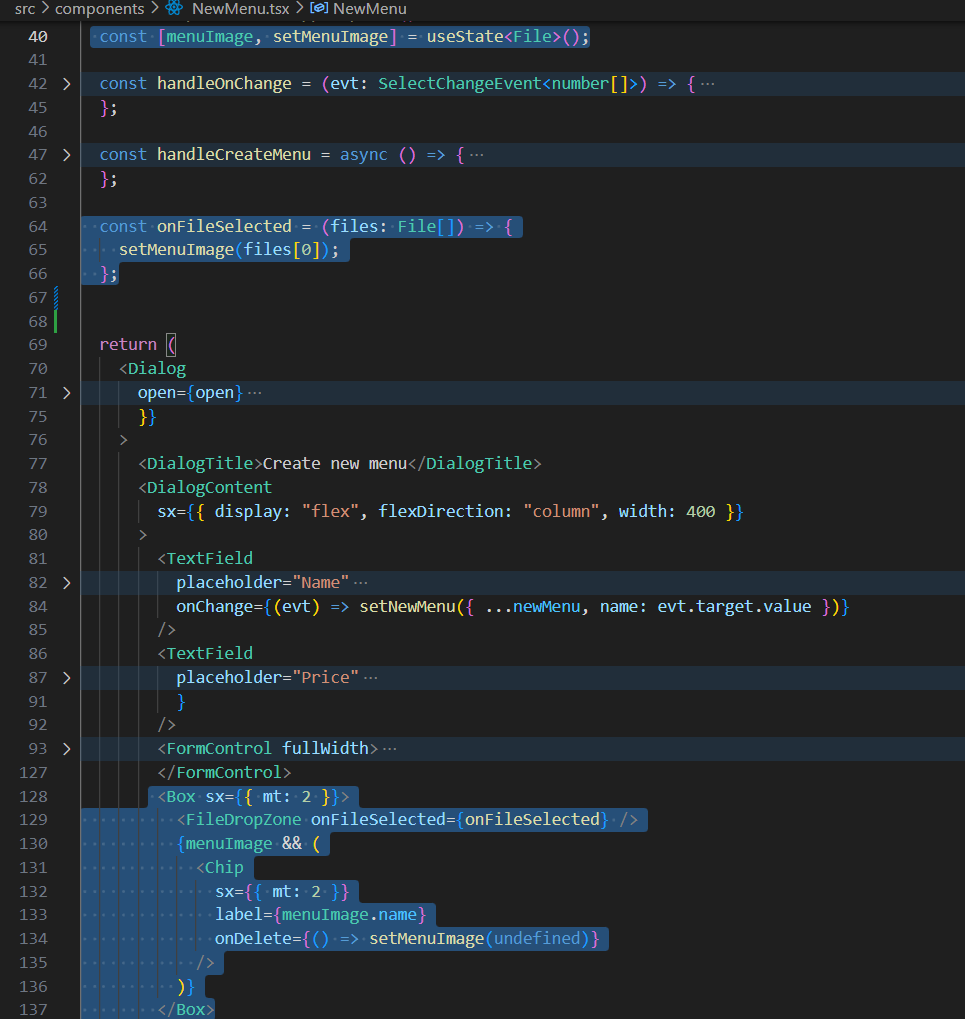 src > components > NewMenu.tsx > NewMenu
40 const [menuImage, setMenuImage] = useState<File>();
41
42 > const handleOnChange = (evt: SelectChangeEvent<number[]>) => { ···
45 };
46
47 > const handleCreateMenu = async () => { ···
62 };
63
64 const onFileSelected = (files: File[]) => {
65 setMenuImage(files[0]);
66 };
67
68
69 return (
70 <Dialog
71 > open={open} ···
75 }}
76 >
77 <DialogTitle>Create new menu</DialogTitle>
78 <DialogContent
79 sx={{ display: "flex", flexDirection: "column", width: 400 }}
80 >
81 <TextField
82 > placeholder="Name" ···
84 onChange={(evt) => setNewMenu({ ...newMenu, name: evt.target.value })}
85 />
86 <TextField
87 > placeholder="Price" ···
91 }
92 />
93 > <FormControl fullWidth> ···
127 </FormControl>
128 <Box sx={{ mt: 2 }}>
129 <FileDropZone onFileSelected={onFileSelected} />
130 {menuImage && (
131 <Chip
132 sx={{ mt: 2 }}
133 label={menuImage.name}
134 onDelete={() => setMenuImage(undefined)}
135 />
136 )}
137 </Box>